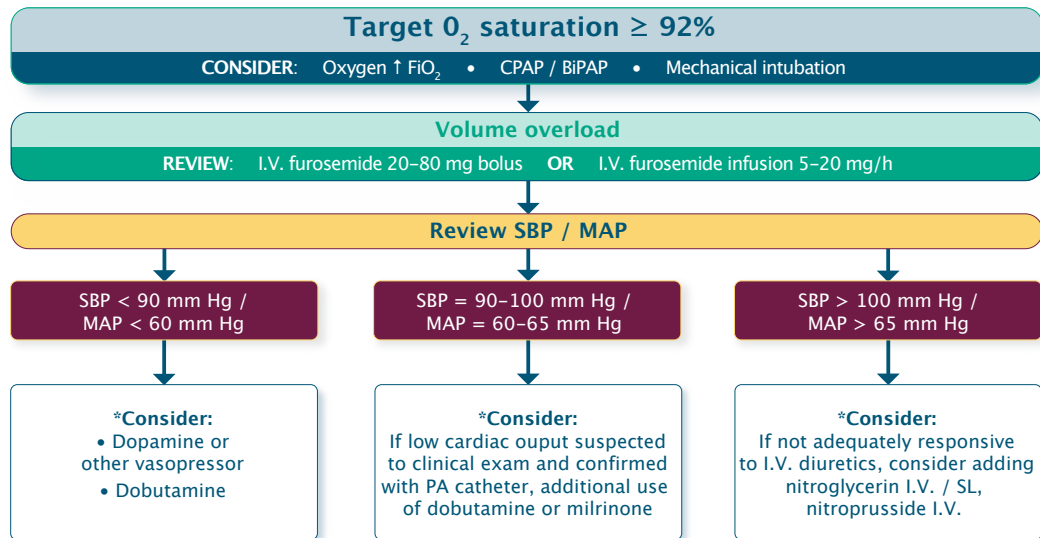 Target 0₂ saturation ≥ 92%
CONSIDER: Oxygen ↑ FiO₂ • CPAP / BiPAP • Mechanical intubation
Volume overload
REVIEW: I.V. furosemide 20–80 mg bolus OR I.V. furosemide infusion 5–20 mg/h
Review SBP / MAP
SBP < 90 mm Hg /
MAP < 60 mm Hg
SBP = 90–100 mm Hg /
MAP = 60–65 mm Hg
SBP > 100 mm Hg /
MAP > 65 mm Hg
*Consider:
• Dopamine or
other vasopressor
• Dobutamine
*Consider:
If low cardiac ouput suspected
to clinical exam and confirmed
with PA catheter, additional use
of dobutamine or milrinone
*Consider:
If not adequately responsive
to I.V. diuretics, consider adding
nitroglycerin I.V. / SL,
nitroprusside I.V.